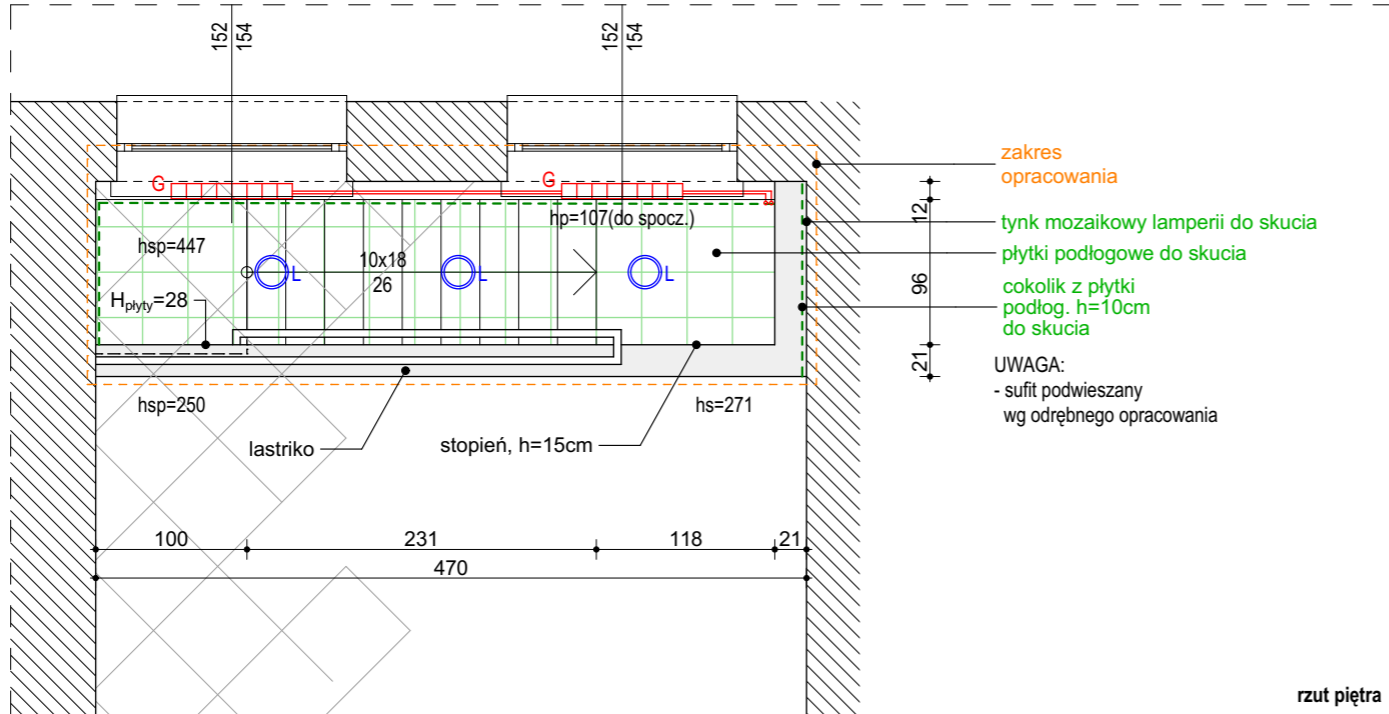 152
154
152
154
G
G
hp=107(do spocz.)
hsp=447
10x18
26
L
L
L
Hpłyty=28
hsp=250
hs=271
lastriko
stopień, h=15cm
12
96
21
100
231
118
21
470
zakres
opracowania
tynk mozaikowy lamperii do skucia
płytki podłogowe do skucia
cokolik z płytki
podłog. h=10cm
do skucia
UWAGA:
- sufit podwieszany
wg odrębnego opracowania
rzut piętra